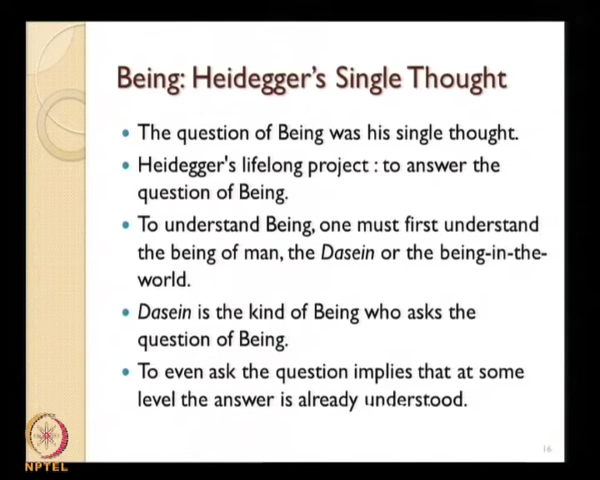 Being: Heidegger's Single Thought
• The question of Being was his single thought.
• Heidegger's lifelong project : to answer the
question of Being.
• To understand Being, one must first understand
the being of man, the Dasein or the being-in-the-
world.
• Dasein is the kind of Being who asks the
question of Being.
• To even ask the question implies that at some
level the answer is already understood.
16
NPTEL